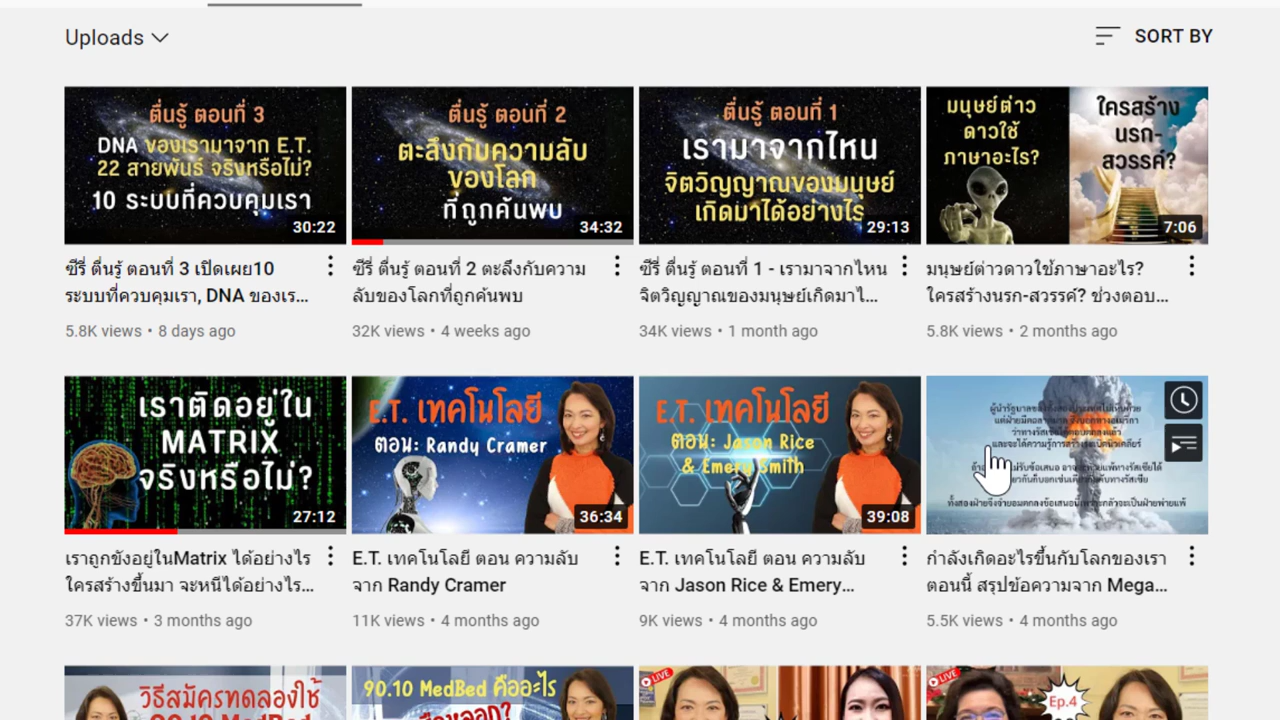 Uploads
SORT BY
ตื่นรู้ ตอนที่ 3
DNA ของเรามาจาก E.T.
22 สายพันธุ์ จริงหรือไม่?
10 ระบบที่ควบคุมเรา
30:22
ซีรี่ ตื่นรู้ ตอนที่ 3 เปิดเผย10
ระบบที่ควบคุมเรา, DNA ของเร...
5.8K views • 8 days ago
ตื่นรู้ ตอนที่ 2
ตะลึงกับความลับ
ของโลก
ที่ถูกค้นพบ
34:32
ซีรี่ ตื่นรู้ ตอนที่ 2 ตะลึงกับความ
ลับของโลกที่ถูกค้นพบ
32K views • 4 weeks ago
ตื่นรู้ ตอนที่ 1
เรามาจากไหน
จิตวิญญาณของมนุษย์
เกิดมาได้อย่างไร
29:13
ซีรี่ ตื่นรู้ ตอนที่ 1 - เรามาจากไหน
จิตวิญญาณของมนุษย์เกิดมาไ...
34K views • 1 month ago
มนุษย์ต่าว
ดาวใช้
ภาษาอะไร?
ใครสร้าง
นรก-
สวรรค์?
7:06
มนุษย์ต่าวดาวใช้ภาษาอะไร?
ใครสร้างนรก-สวรรค์? ช่วงตอบ...
5.8K views • 2 months ago
เราติดอยู่ใน
MATRIX
จริงหรือไม่?
27:12
เราถูกขังอยู่ในMatrix ได้อย่างไร
ใครสร้างขึ้นมา จะหนีได้อย่างไร...
37K views • 3 months ago
E.T. เทคโนโลยี
ตอน: Randy Cramer
36:34
E.T. เทคโนโลยี ตอน ความลับ
จาก Randy Cramer
11K views • 4 months ago
E.T. เทคโนโลยี
ตอน: Jason Rice
& Emery Smith
39:08
E.T. เทคโนโลยี ตอน ความลับ
จาก Jason Rice & Emery...
9K views • 4 months ago
กำลังเกิดอะไรขึ้นกับโลกของเรา
ตอนนี้ สรุปข้อความจาก Mega...
5.5K views • 4 months ago
วิธีสมัครทดลองใช้
90.10 MedBed
90.10 MedBed คืออะไร
LIVE
LIVE
Ep.4